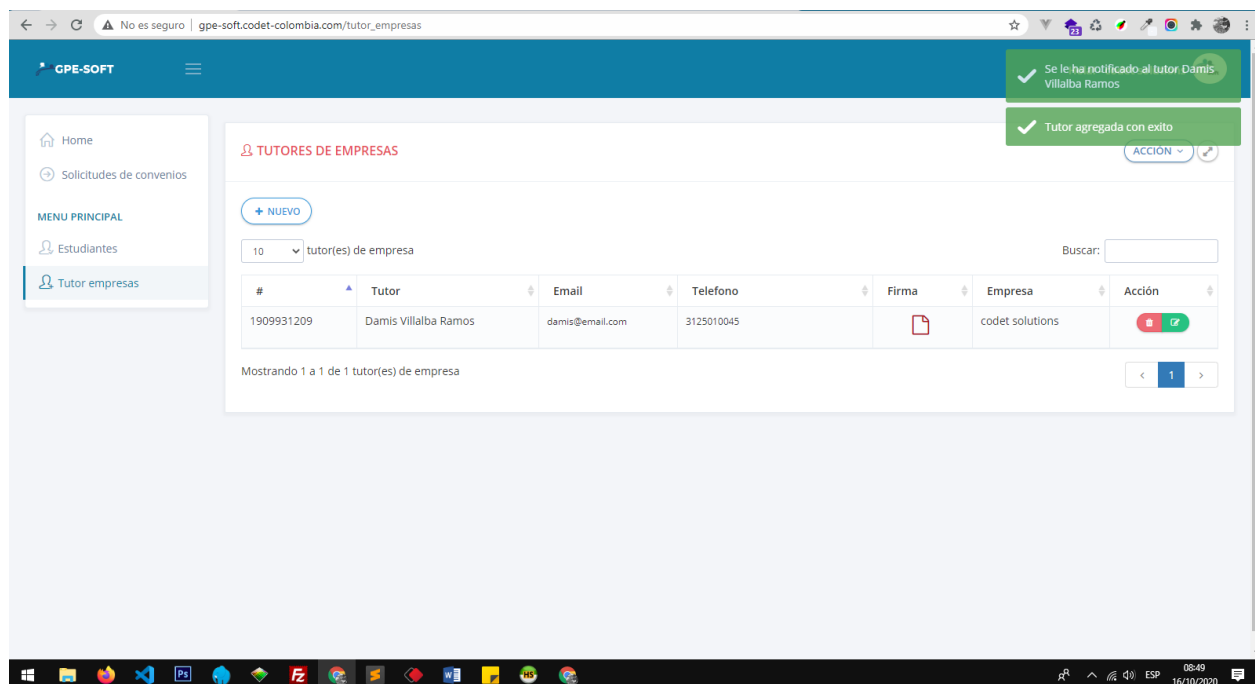 No es seguro | gpe-soft.codet-colombia.com/tutor_empresas
23
GPE-SOFT
Se le ha notificado al tutor Damis
Villalba Ramos
Tutor agregada con exito
Home
Solicitudes de convenios
MENU PRINCIPAL
Estudiantes
Tutor empresas
TUTORES DE EMPRESAS
ACCIÓN
+ NUEVO
10 tutor(es) de empresa
Buscar:
# Tutor Email Telefono Firma Empresa Acción
1909931209 Damis Villalba Ramos damis@email.com 3125010045 codet solutions
Mostrando 1 a 1 de 1 tutor(es) de empresa
< 1 >
Ps Fz W HS ESP 08:49
16/10/2020